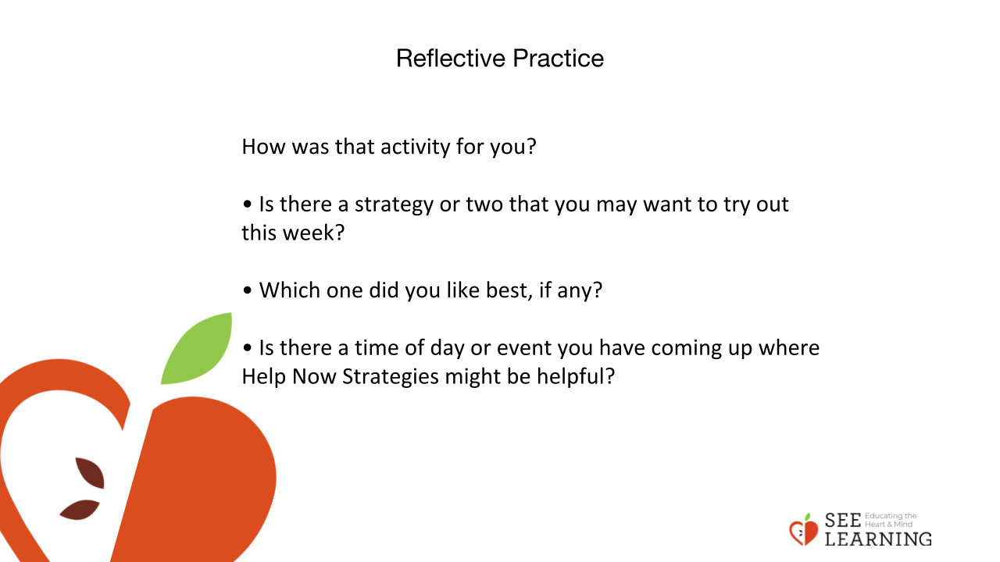 Reflective Practice
How was that activity for you?
• Is there a strategy or two that you may want to try out
this week?
• Which one did you like best, if any?
• Is there a time of day or event you have coming up where
Help Now Strategies might be helpful?
SEE Educating the
Heart & Mind
LEARNING